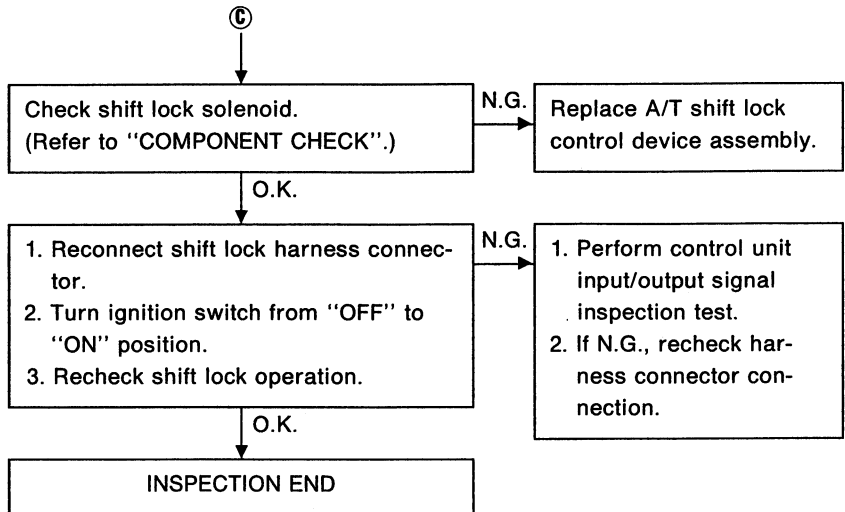 Ⓒ
Check shift lock solenoid.
(Refer to ''COMPONENT CHECK''.)
N.G.
Replace A/T shift lock
control device assembly.
O.K.
1. Reconnect shift lock harness connec-
tor.
2. Turn ignition switch from ''OFF'' to
''ON'' position.
3. Recheck shift lock operation.
N.G.
1. Perform control unit
input/output signal
inspection test.
2. If N.G., recheck har-
ness connector con-
nection.
O.K.
INSPECTION END